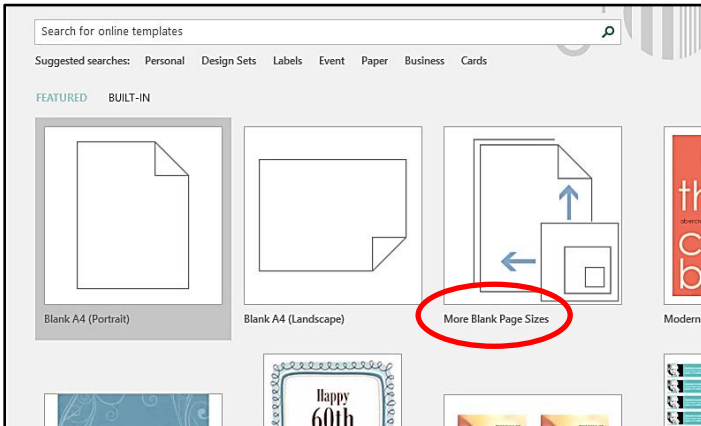 Search for online templates
Suggested searches: Personal Design Sets Labels Event Paper Business Cards
FEATURED BUILT-IN
Blank A4 (Portrait) Blank A4 (Landscape) More Blank Page Sizes Modern
Happy
60th